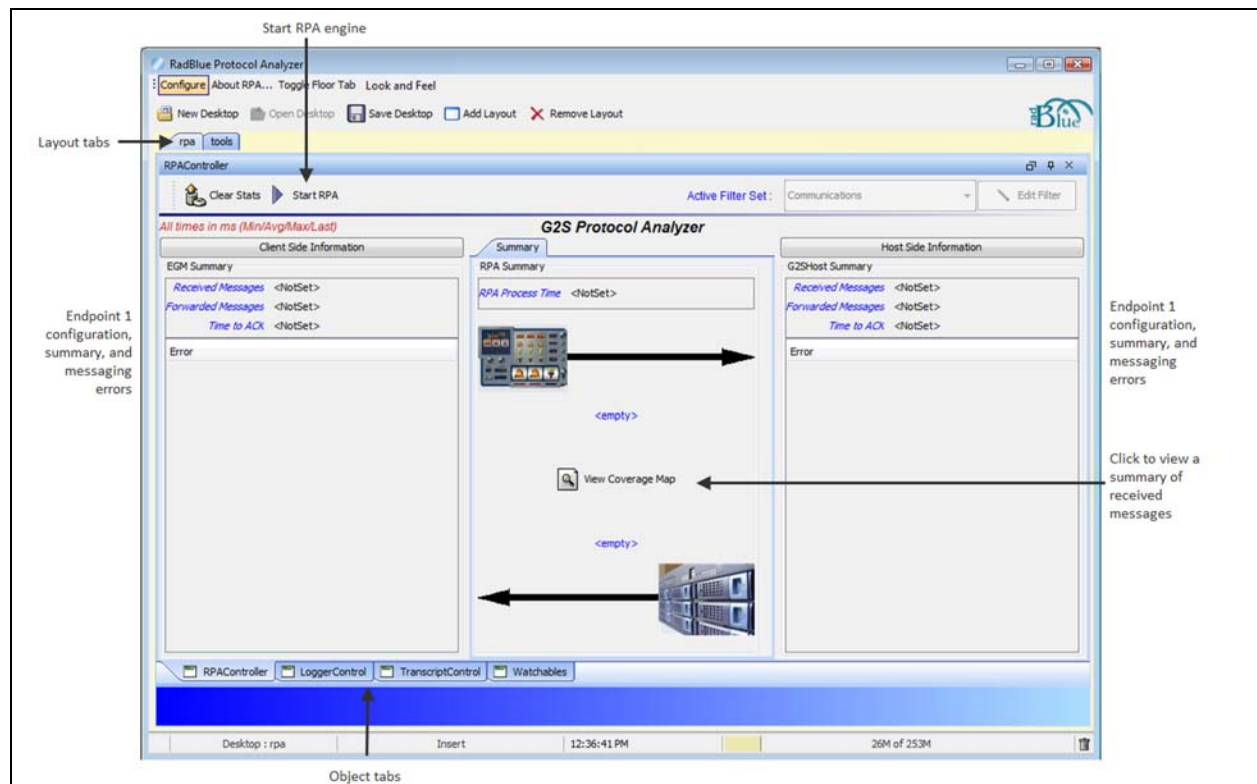 Start RPA engine
RadBlue Protocol Analyzer
Configure About RPA... Toggle Floor Tab Look and Feel
New Desktop Open Desktop Save Desktop Add Layout Remove Layout
rad Blue
Layout tabs
rpa tools
RPAController
Clear Stats Start RPA Active Filter Set : Communications Edit Filter
All times in ms (Min/Avg/Max/Last) G2S Protocol Analyzer
Client Side Information Summary Host Side Information
EGM Summary RPA Summary G2SHost Summary
Received Messages <NotSet> RPA Process Time <NotSet> Received Messages <NotSet>
Forwarded Messages <NotSet> Forwarded Messages <NotSet>
Time to ACK <NotSet> Time to ACK <NotSet>
Error Error
Endpoint 1
configuration,
summary, and
messaging
errors
Endpoint 1
configuration,
summary, and
messaging
errors
<empty>
View Coverage Map
Click to view a
summary of
received
messages
<empty>
RPAController LoggerControl TranscriptControl Watchables
Desktop : rpa Insert 12:36:41 PM 26M of 253M
Object tabs